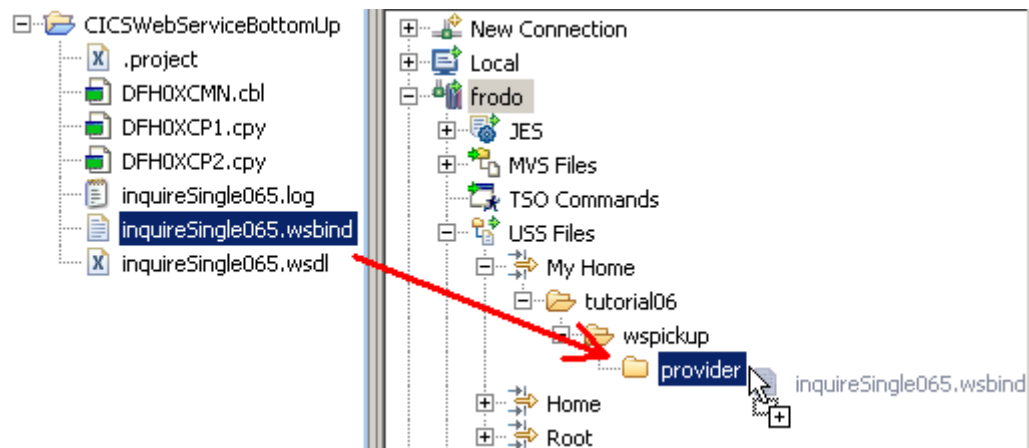 CICSWebServiceBottomUp
.project
DFH0XCMN.cbl
DFH0XCP1.cpy
DFH0XCP2.cpy
inquireSingle065.log
inquireSingle065.wsbind
inquireSingle065.wsdl
New Connection
Local
frodo
JES
MVS Files
TSO Commands
USS Files
My Home
tutorial06
wspickup
provider
inquireSingle065.wsbind
Home
Root